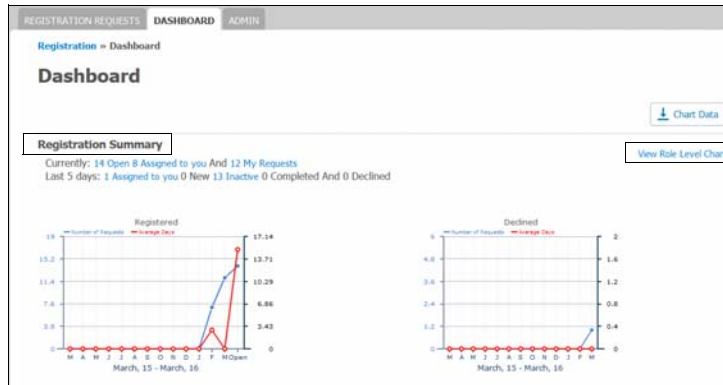 REGISTRATION REQUESTS DASHBOARD ADMIN
Registration » Dashboard
Dashboard
Chart Data
Registration Summary
View Role Level Char
Currently: 14 Open 8 Assigned to you And 12 My Requests
Last 5 days: 1 Assigned to you 0 New 13 Inactive 0 Completed And 0 Declined
Registered
Number of Requests Average Days
19 17.14
15.2 13.71
11.4 10.29
7.6 6.86
3.8 3.43
0 0
M A M J J A S O N D J F M Open
March, 15 - March, 16
Declined
Number of Requests Average Days
6 2
4.8 1.6
3.6 1.2
2.4 0.8
1.2 0.4
0 0
M A M J J A S O N D J F M
March, 15 - March, 16